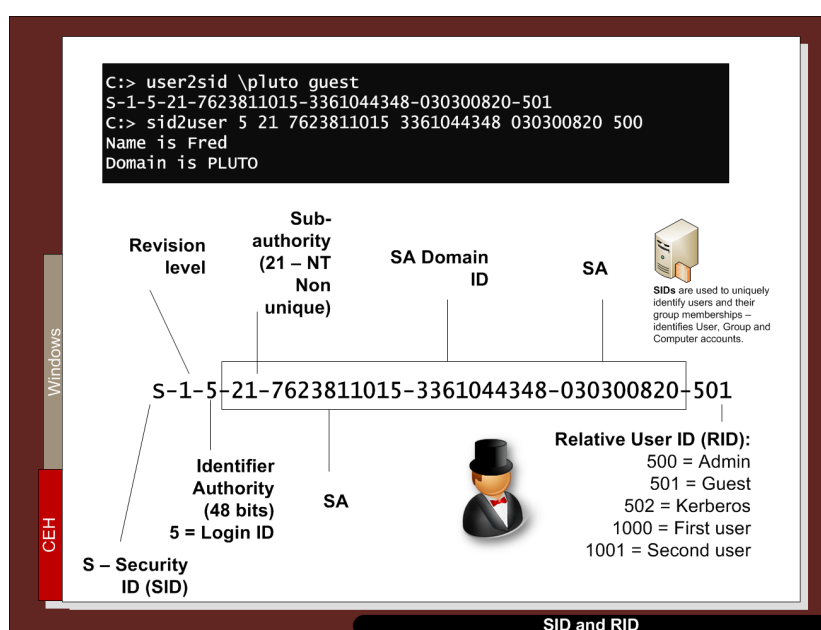 C:> user2sid \pluto guest
S-1-5-21-7623811015-3361044348-030300820-501
C:> sid2user 5 21 7623811015 3361044348 030300820 500
Name is Fred
Domain is PLUTO
Revision
level
Sub-
authority
(21 – NT
Non
unique)
SA Domain
ID
SA
SIDs are used to uniquely
identify users and their
group memberships –
identifies User, Group and
Computer accounts.
S-1-5-21-7623811015-3361044348-030300820-501
Identifier
Authority
(48 bits)
5 = Login ID
SA
Relative User ID (RID):
500 = Admin
501 = Guest
502 = Kerberos
1000 = First user
1001 = Second user
S – Security
ID (SID)
Windows
CEH
SID and RID